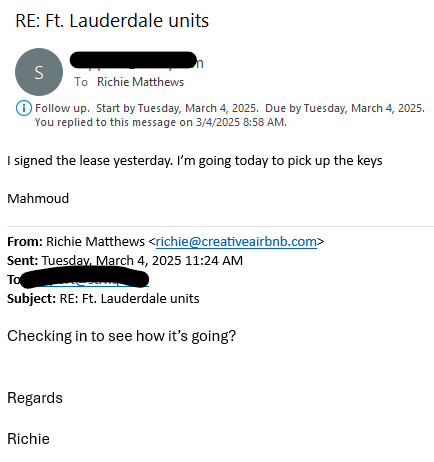 RE: Ft. Lauderdale units
S
To Richie Matthews
Follow up. Start by Tuesday, March 4, 2025. Due by Tuesday, March 4, 2025.
You replied to this message on 3/4/2025 8:58 AM.
I signed the lease yesterday. I’m going today to pick up the keys
Mahmoud
From: Richie Matthews <richie@creativeairbnb.com>
Sent: Tuesday, March 4, 2025 11:24 AM
To
Subject: RE: Ft. Lauderdale units
Checking in to see how it’s going?
Regards
Richie